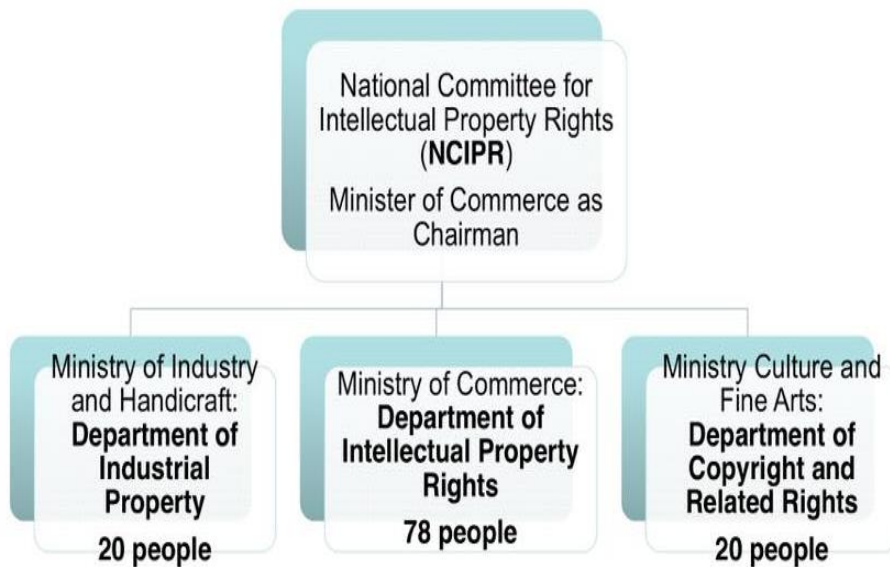 National Committee for
Intellectual Property Rights
(NCIPR)
Minister of Commerce as
Chairman
Ministry of Industry
and Handicraft:
Department of
Industrial
Property
20 people
Ministry of Commerce:
Department of
Intellectual Property
Rights
78 people
Ministry Culture and
Fine Arts:
Department of
Copyright and
Related Rights
20 people